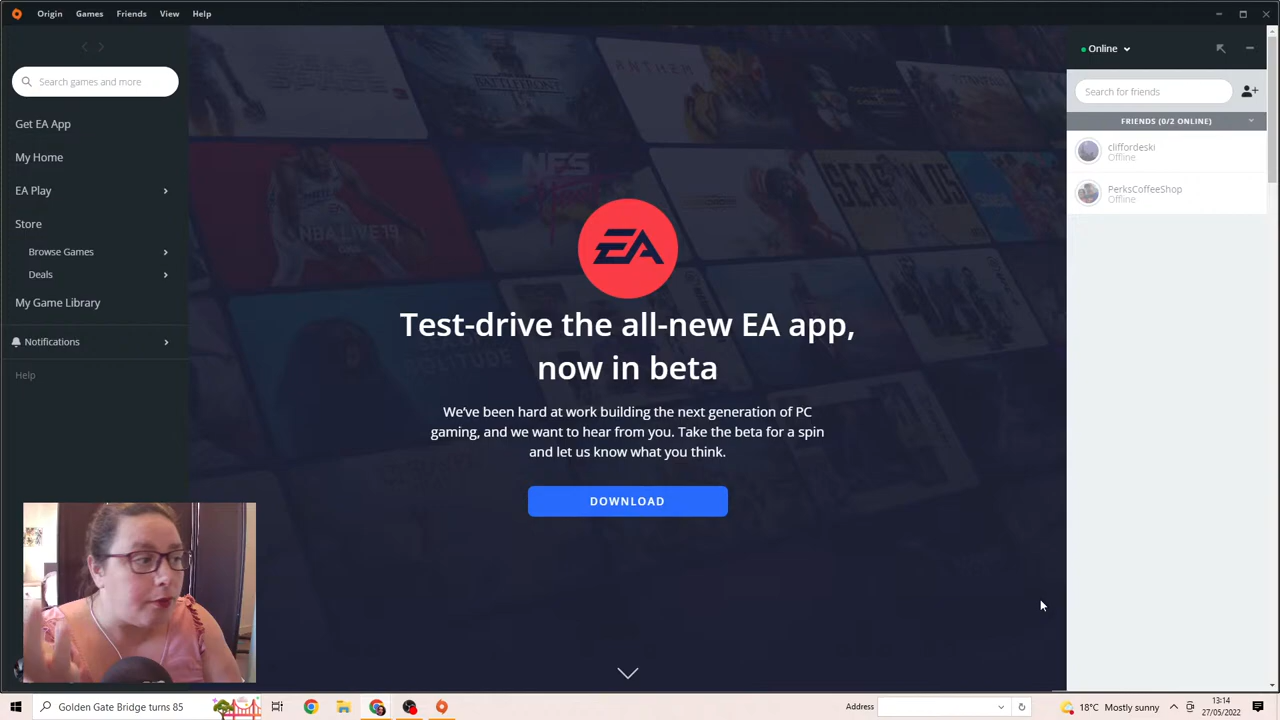 Origin Games Friends View Help
Search games and more
Get EA App
My Home
EA Play
Store
Browse Games
Deals
My Game Library
Notifications
Help
NFS
NBA LIVE 19
EA
Test-drive the all-new EA app,
now in beta
We've been hard at work building the next generation of PC
gaming, and we want to hear from you. Take the beta for a spin
and let us know what you think.
DOWNLOAD
Online
Search for friends
FRIENDS (0/2 ONLINE)
cliffordeski
Offline
PerksCoffeeShop
Offline
Golden Gate Bridge turns 85
Address
18°C Mostly sunny
13:14
27/05/2022